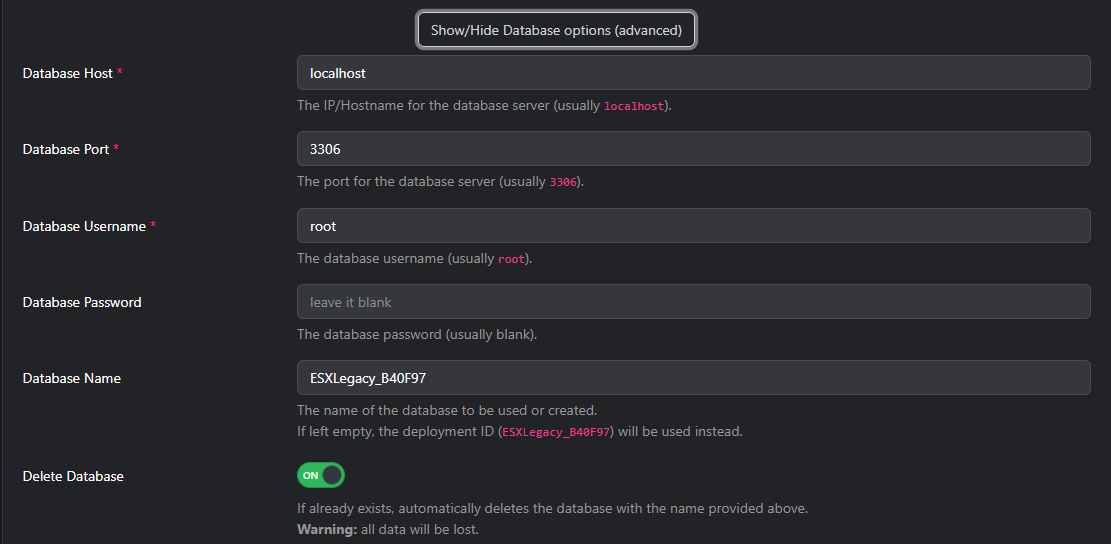 Show/Hide Database options (advanced)
Database Host *
localhost
The IP/Hostname for the database server (usually localhost).
Database Port *
3306
The port for the database server (usually 3306).
Database Username *
root
The database username (usually root).
Database Password
leave it blank
The database password (usually blank).
Database Name
ESXLegacy_B40F97
The name of the database to be used or created.
If left empty, the deployment ID (ESXLegacy_B40F97) will be used instead.
Delete Database
ON
If already exists, automatically deletes the database with the name provided above.
Warning: all data will be lost.